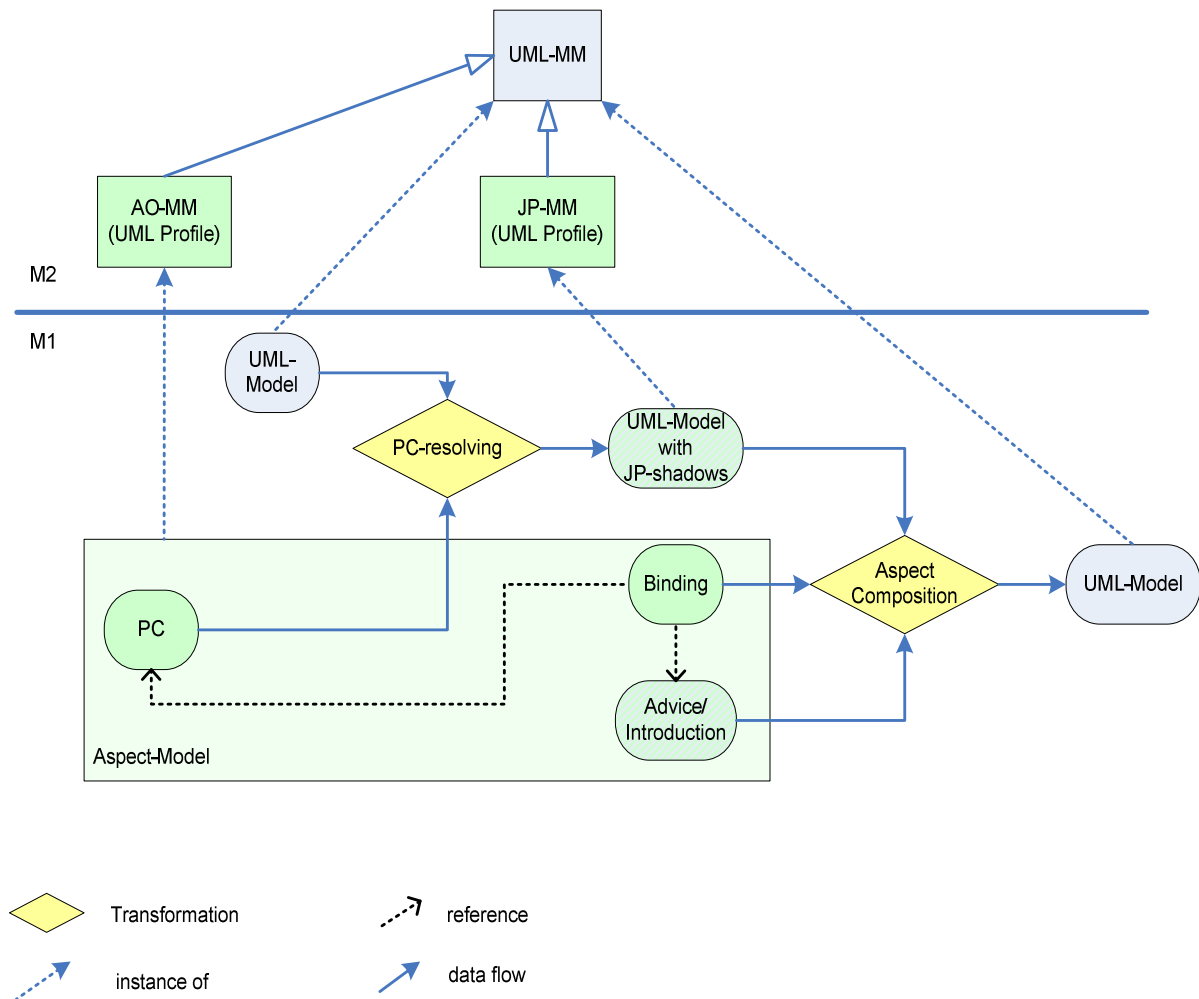 UML-MM
AO-MM
(UML Profile)
JP-MM
(UML Profile)
M2
M1
UML-
Model
PC-resolving
UML-Model
with
JP-shadows
PC
Binding
Aspect
Composition
UML-Model
Advice/
Introduction
Aspect-Model
Transformation
reference
instance of
data flow